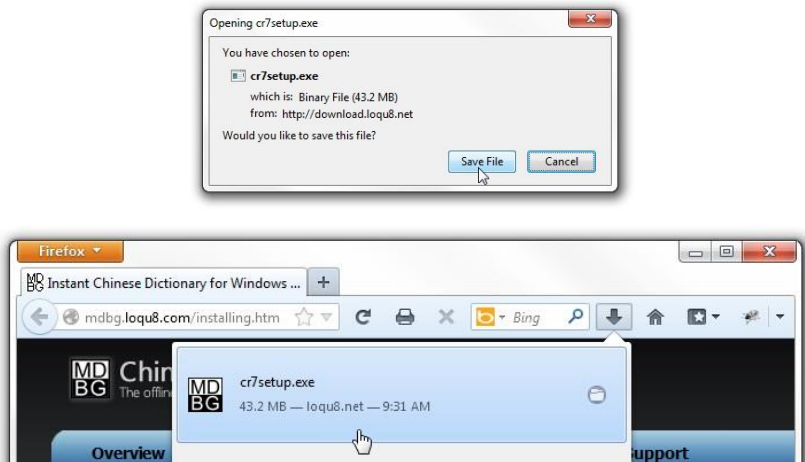 Opening cr7setup.exe
You have chosen to open:
cr7setup.exe
which is: Binary File (43.2 MB)
from: http://download.loqu8.net
Would you like to save this file?
Save File Cancel
Firefox
MDBG Instant Chinese Dictionary for Windows ... +
mdbg.loqu8.com/installing.htm Bing
MDBG Chin
The offlin
MDBG cr7setup.exe
43.2 MB — loqu8.net — 9:31 AM
Overview upport